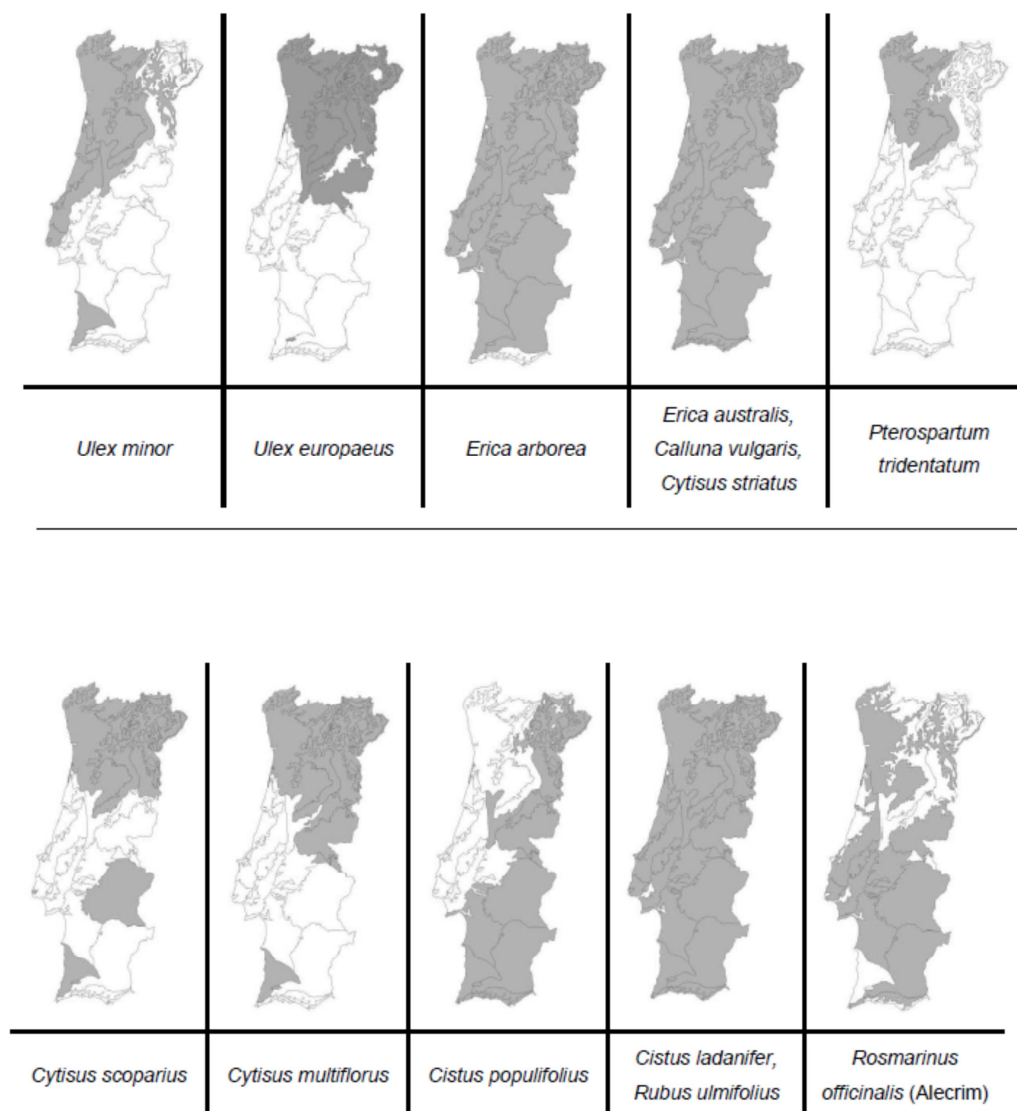 Ulex minor
Ulex europaeus
Erica arborea
Erica australis,
Calluna vulgaris,
Cytisus striatus
Pterospartum
tridentatum
Cytisus scoparius
Cytisus multiflorus
Cistus populifolius
Cistus ladanifer,
Rubus ulmifolius
Rosmarinus
officinalis (Alecrim)